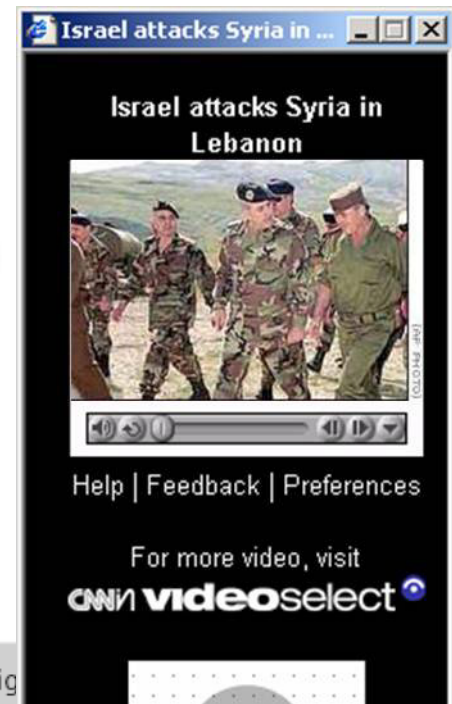 Israel attacks Syria in ...
Israel attacks Syria in
Lebanon
(AP PHOTO)
Help | Feedback | Preferences
For more video, visit
CNN videoselect
ig